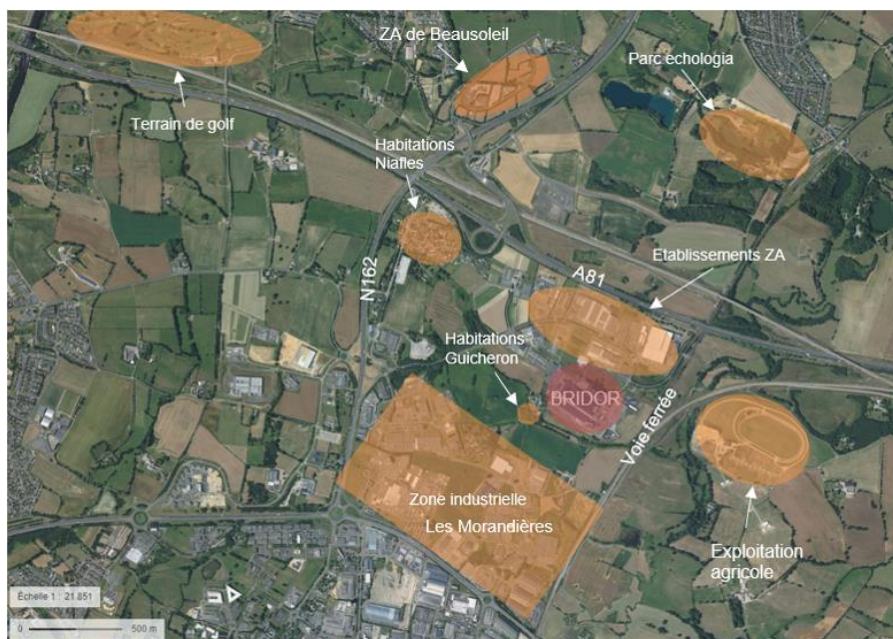 ZA de Beausoleil
Parc echologia
Terrain de golf
Habitations
Niafles
N162
A81
Etablissements ZA
Habitations
Guicheron
BRIDOR
Voie ferrée
Zone industrielle
Les Morandières
Exploitation
agricole
Échelle 1 : 21 851
0 500 m